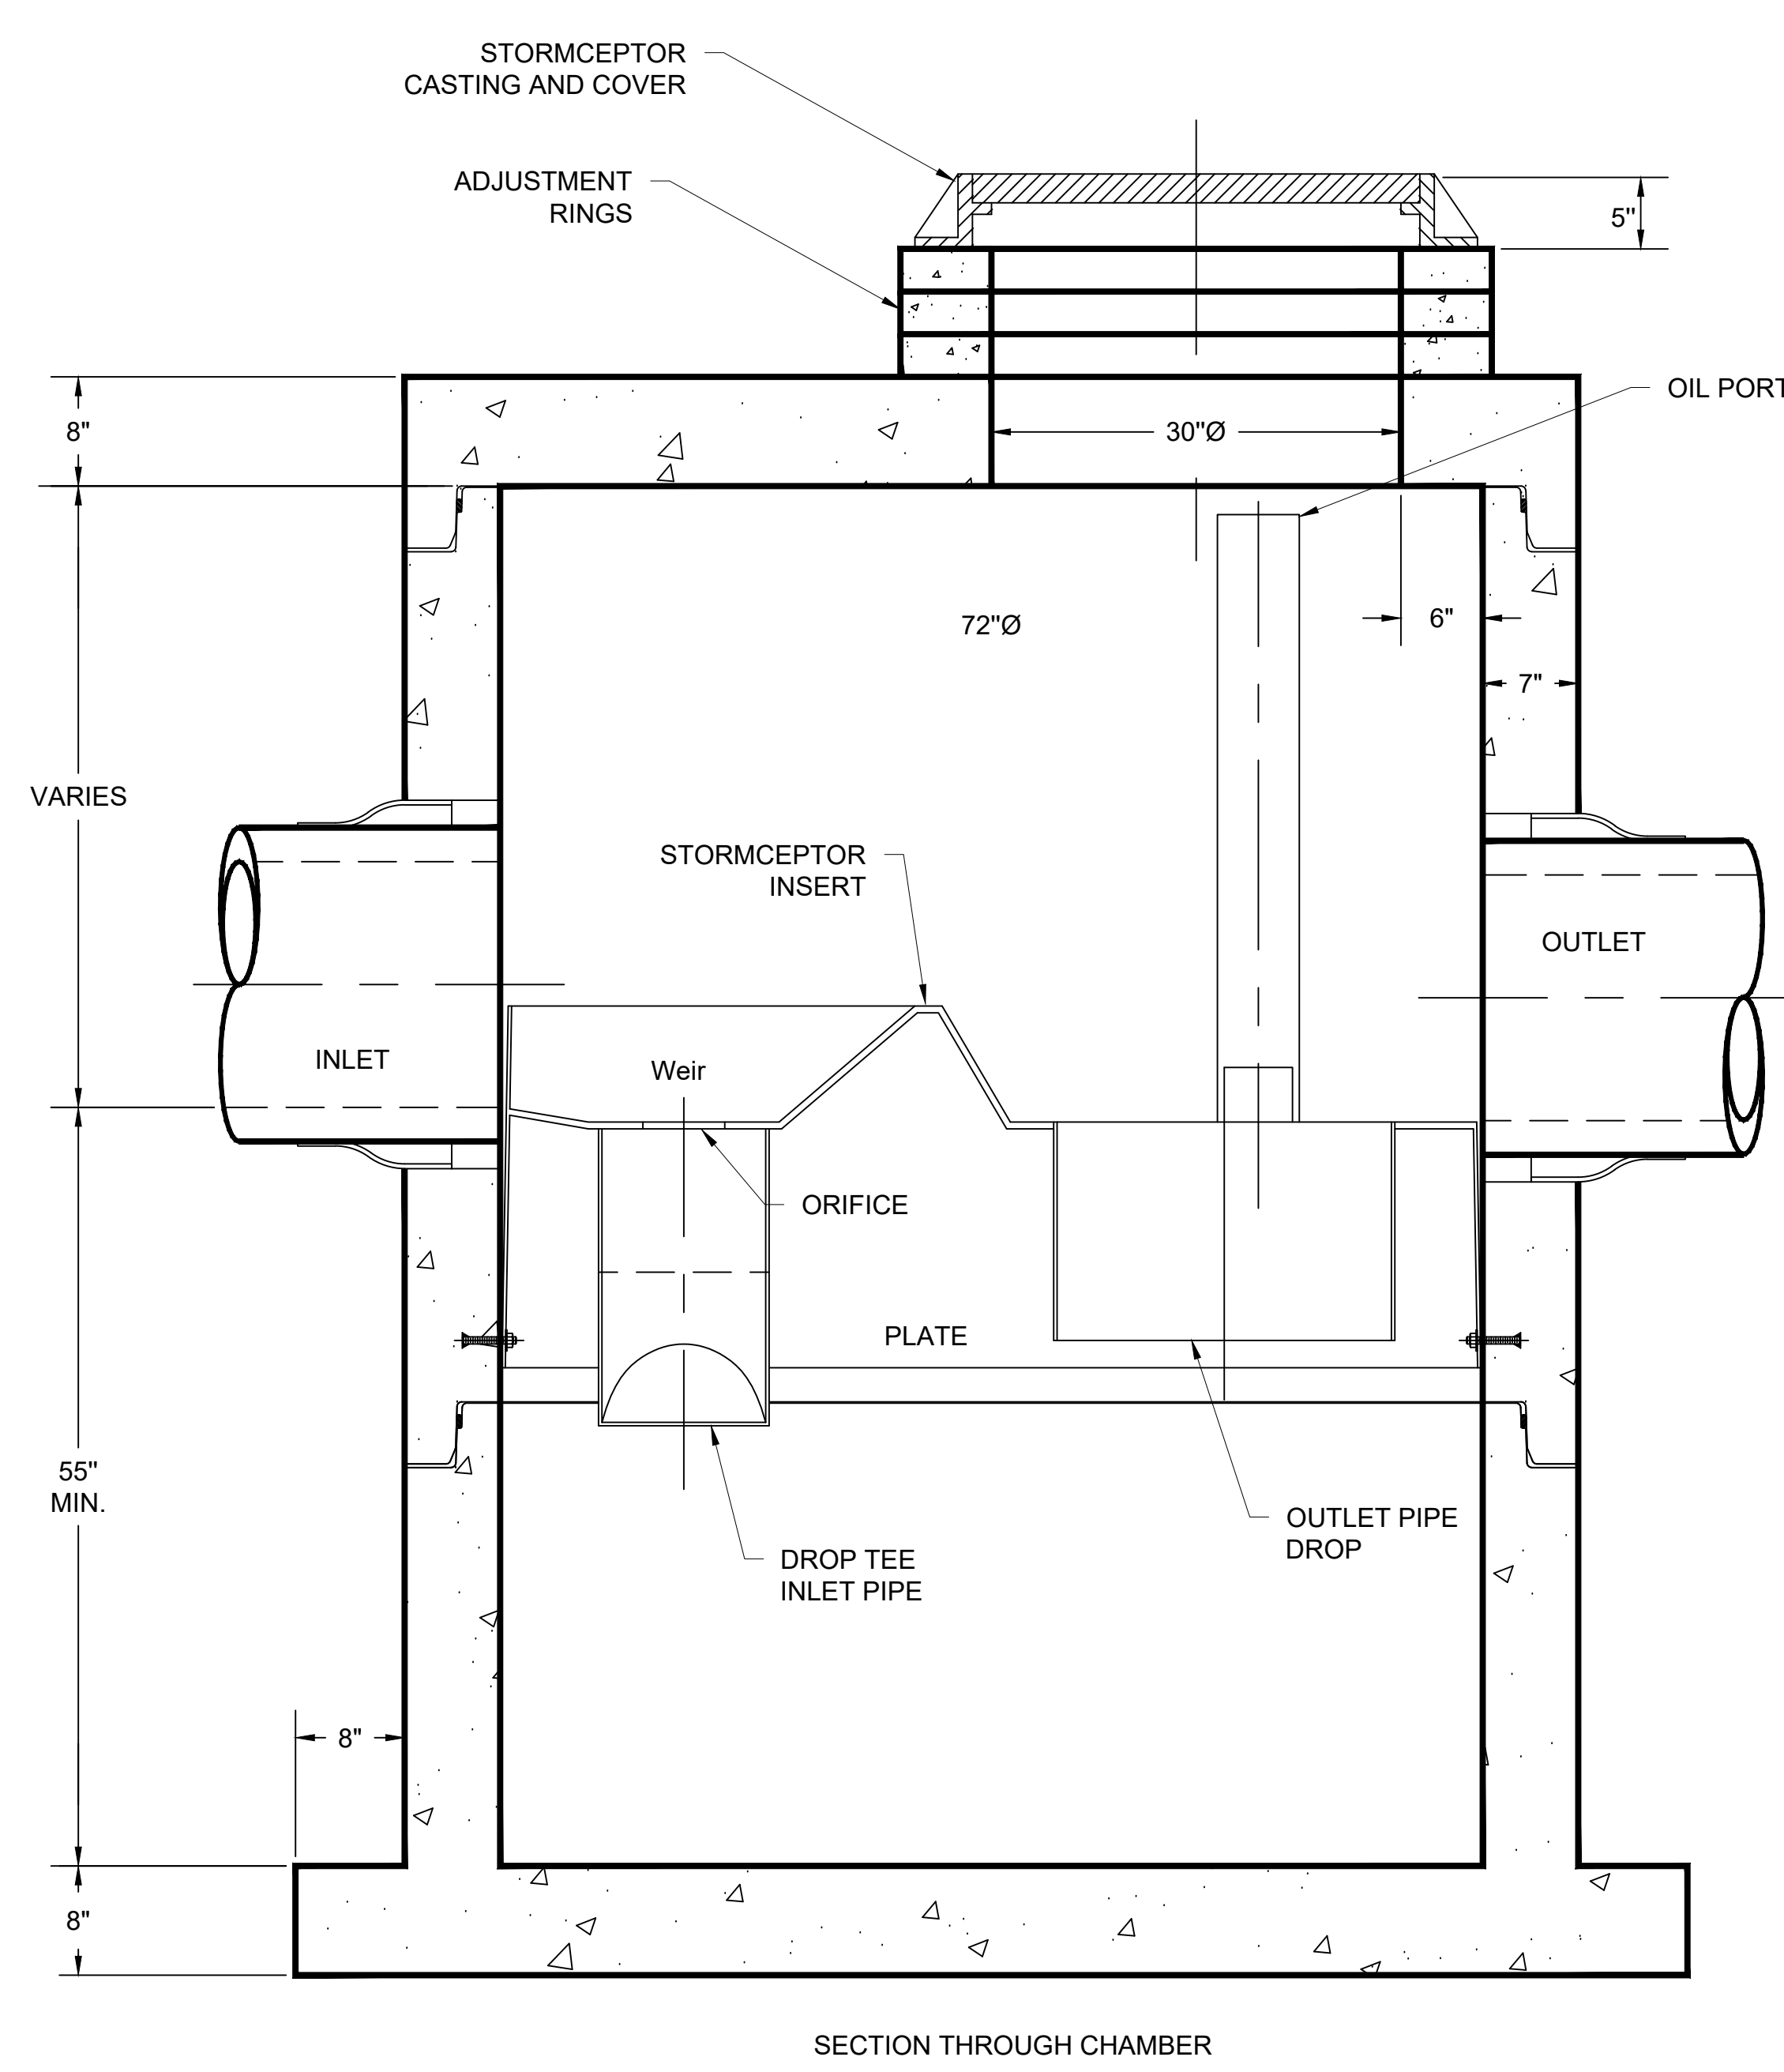 STORMCEPTOR
CASTING AND COVER
ADJUSTMENT
RINGS
5"
OIL PORT
8"
30"Ø
72"Ø
6"
7"
VARIES
STORMCEPTOR
INSERT
OUTLET
INLET
Weir
ORIFICE
PLATE
55"
MIN.
OUTLET PIPE
DROP
DROP TEE
INLET PIPE
8"
8"
SECTION THROUGH CHAMBER